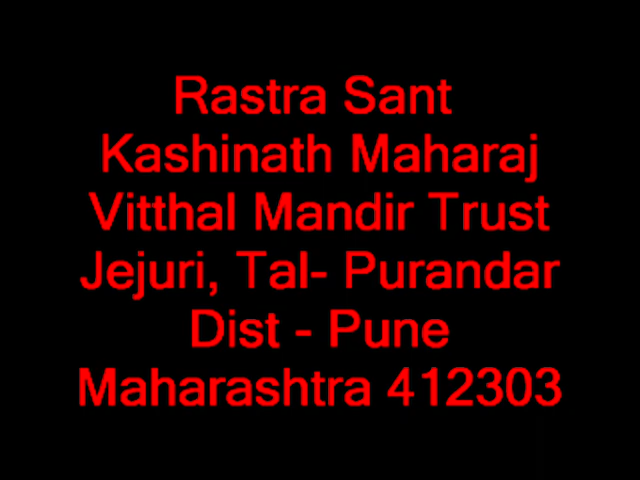 Rastra Sant
Kashinath Maharaj
Vitthal Mandir Trust
Jejuri, Tal- Purandar
Dist - Pune
Maharashtra 412303